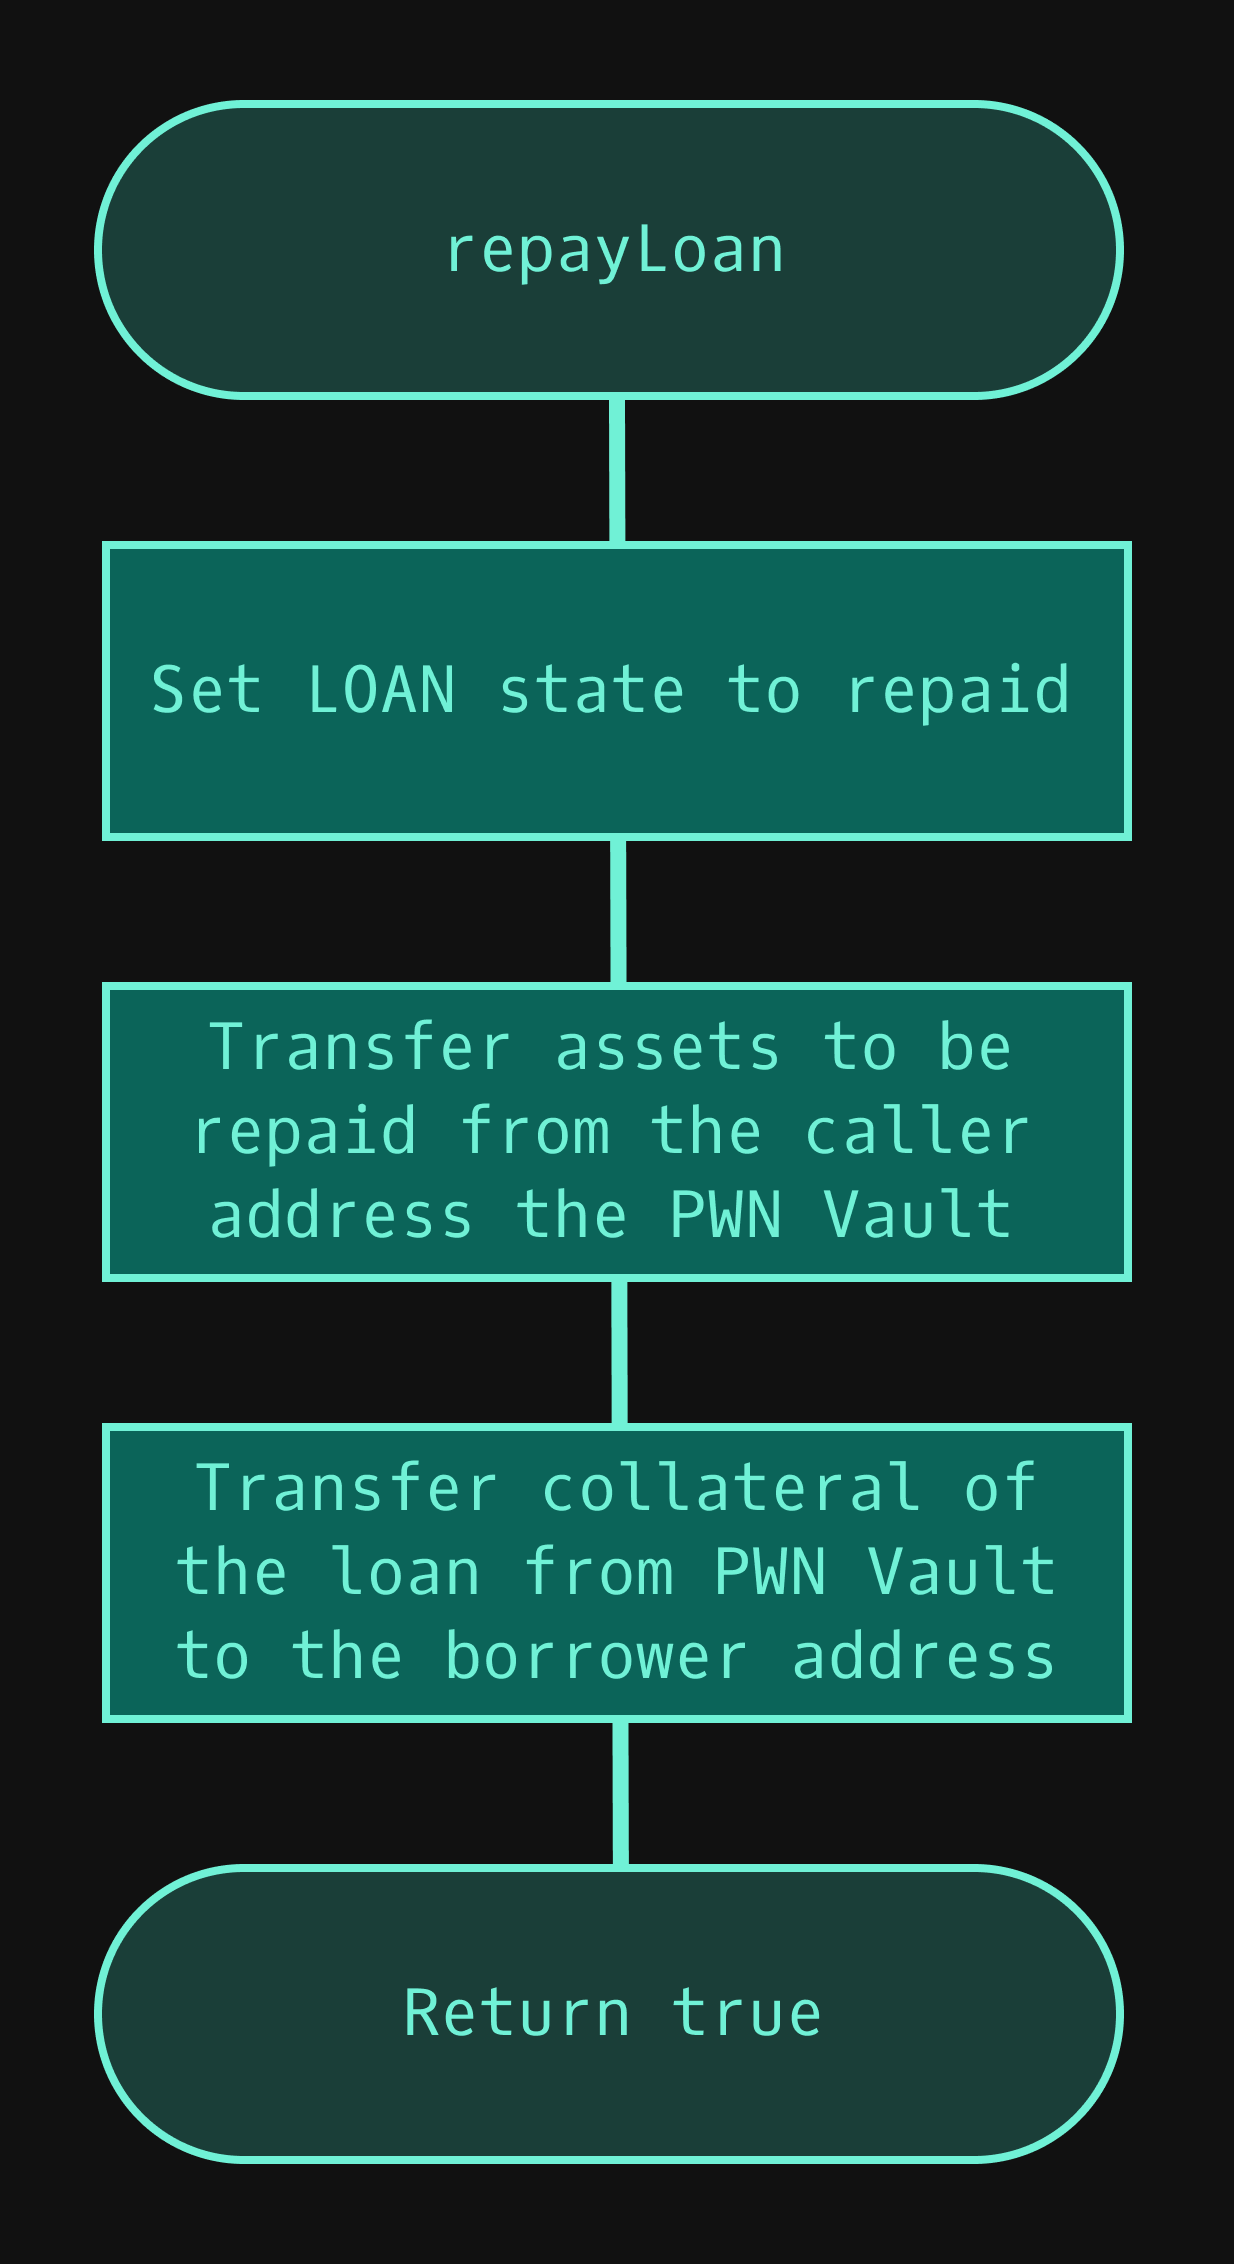 repayLoan
Set LOAN state to repaid
Transfer assets to be
repaid from the caller
address the PWN Vault
Transfer collateral of
the loan from PWN Vault
to the borrower address
Return true